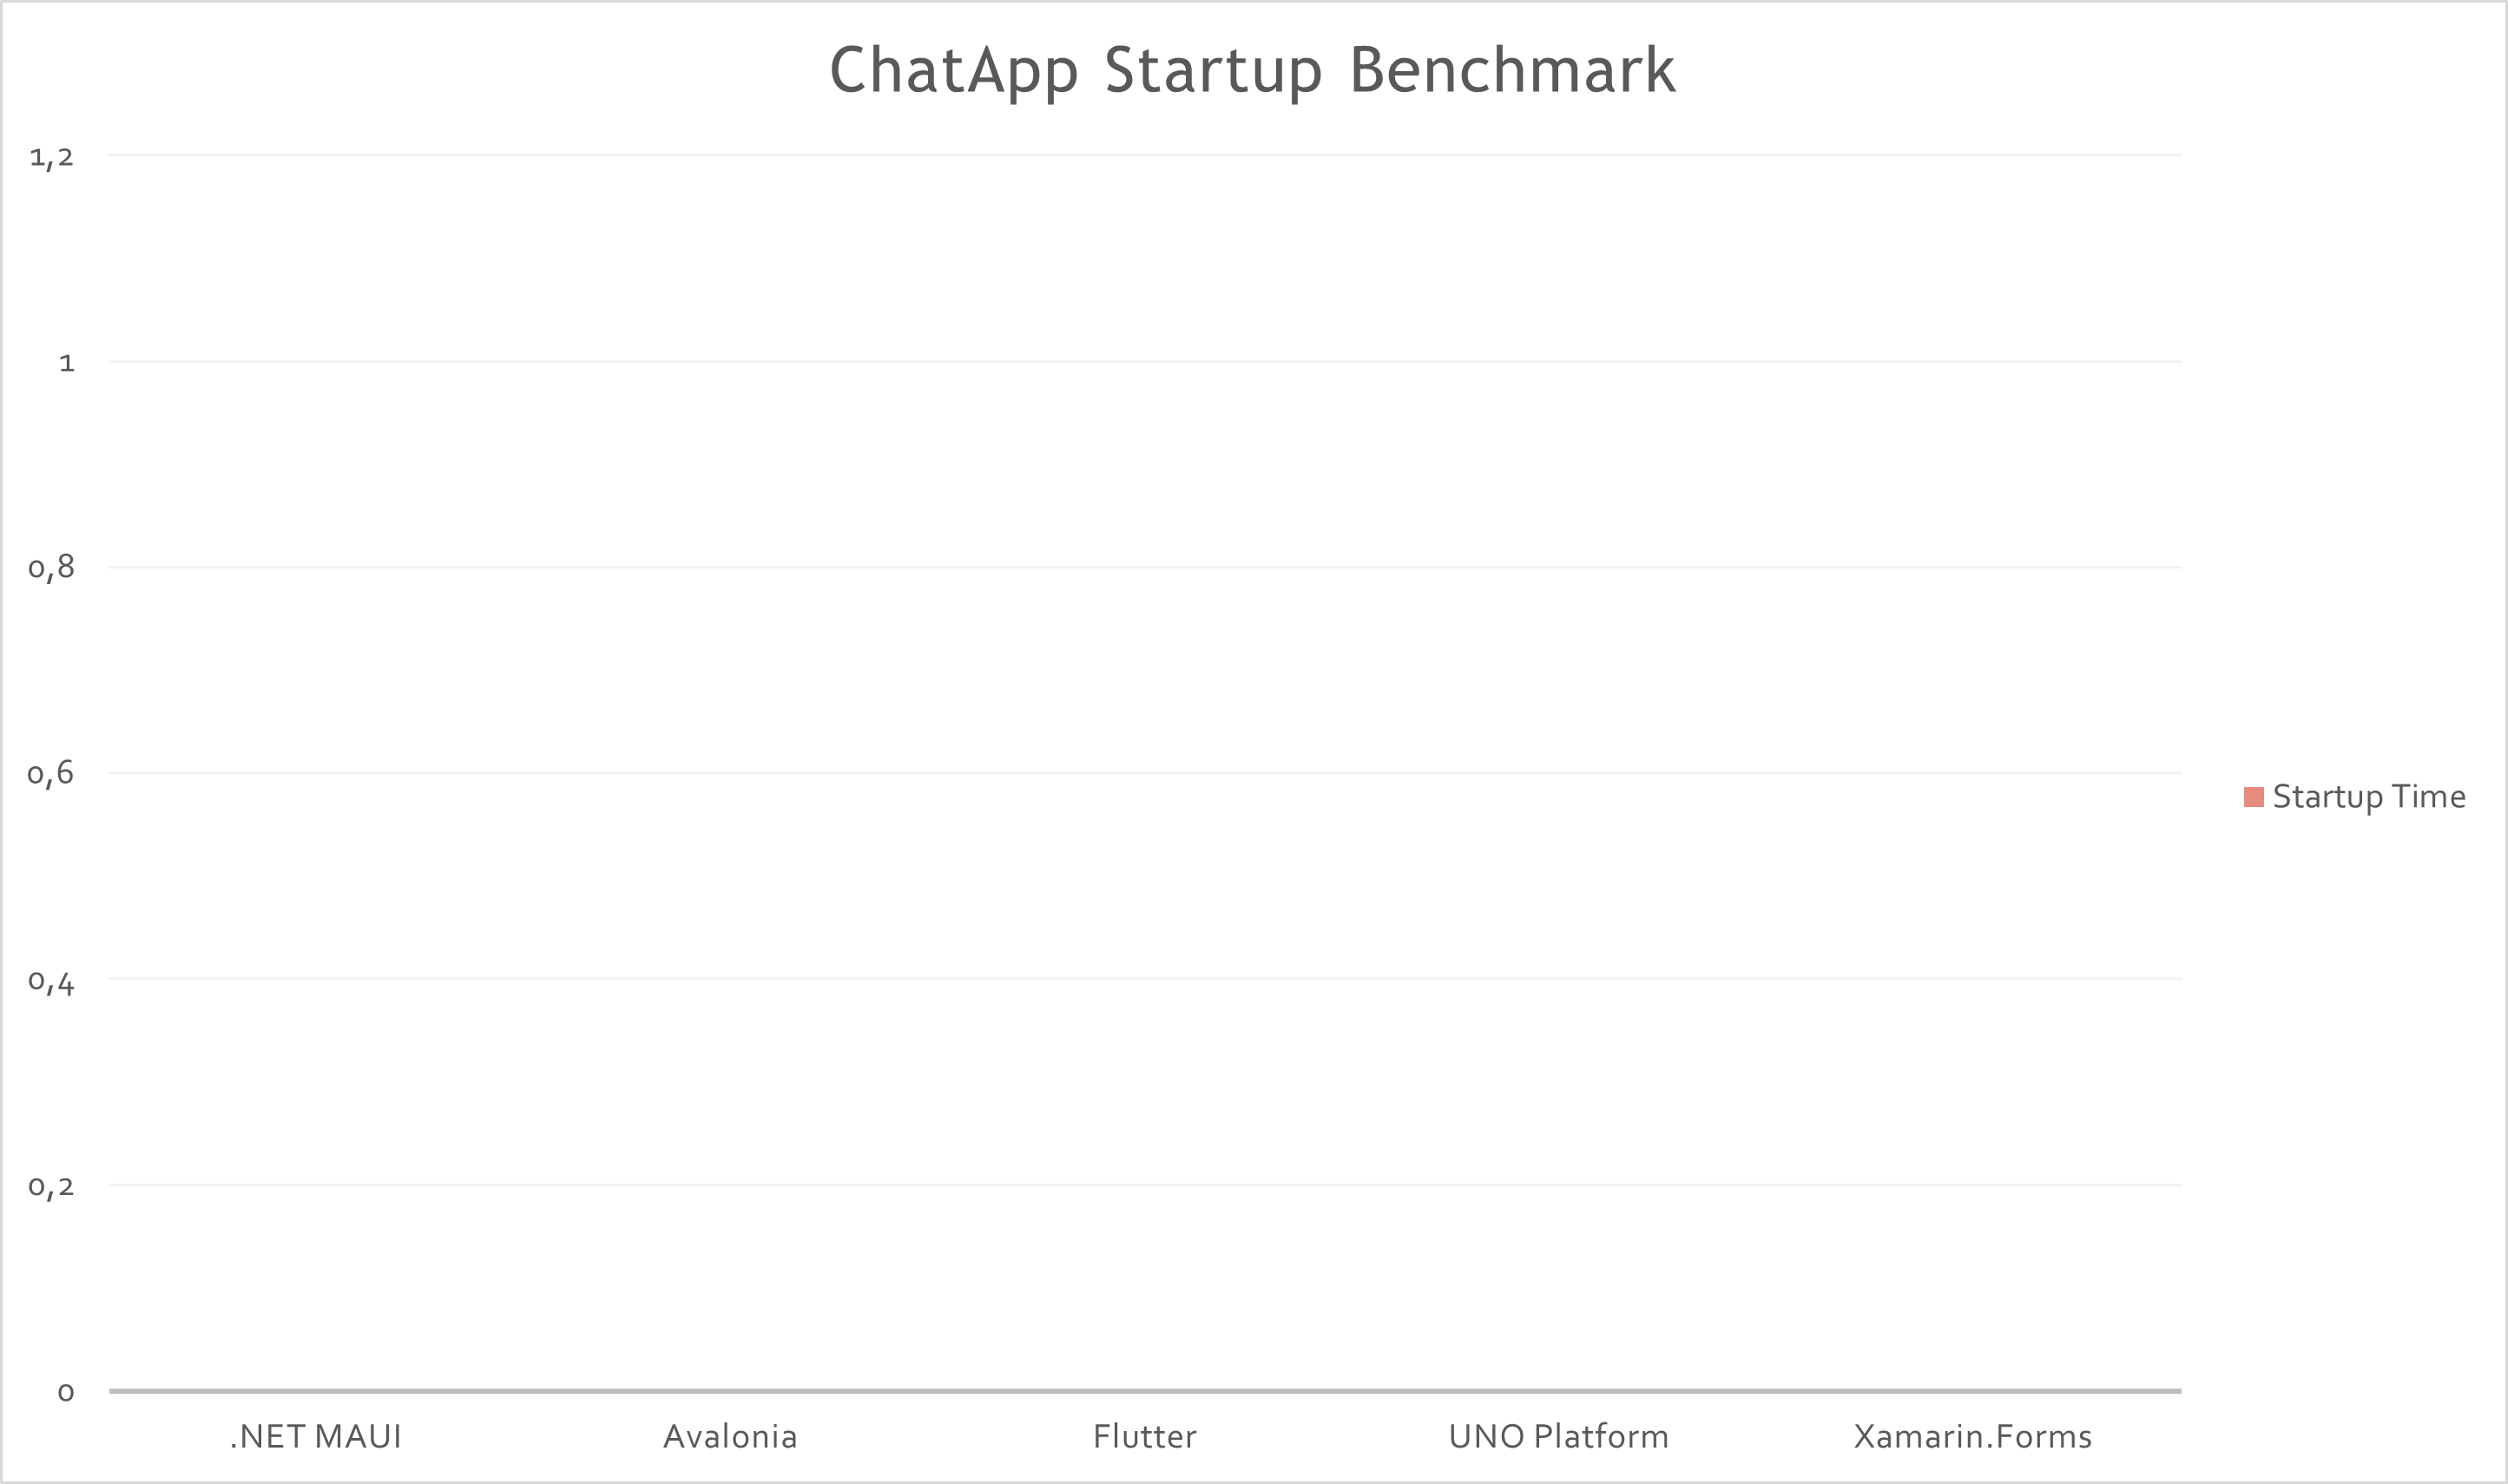 ChatApp Startup Benchmark
1,2
1
0,8
0,6
0,4
0,2
0
.NET MAUI
Avalonia
Flutter
UNO Platform
Xamarin.Forms
Startup Time